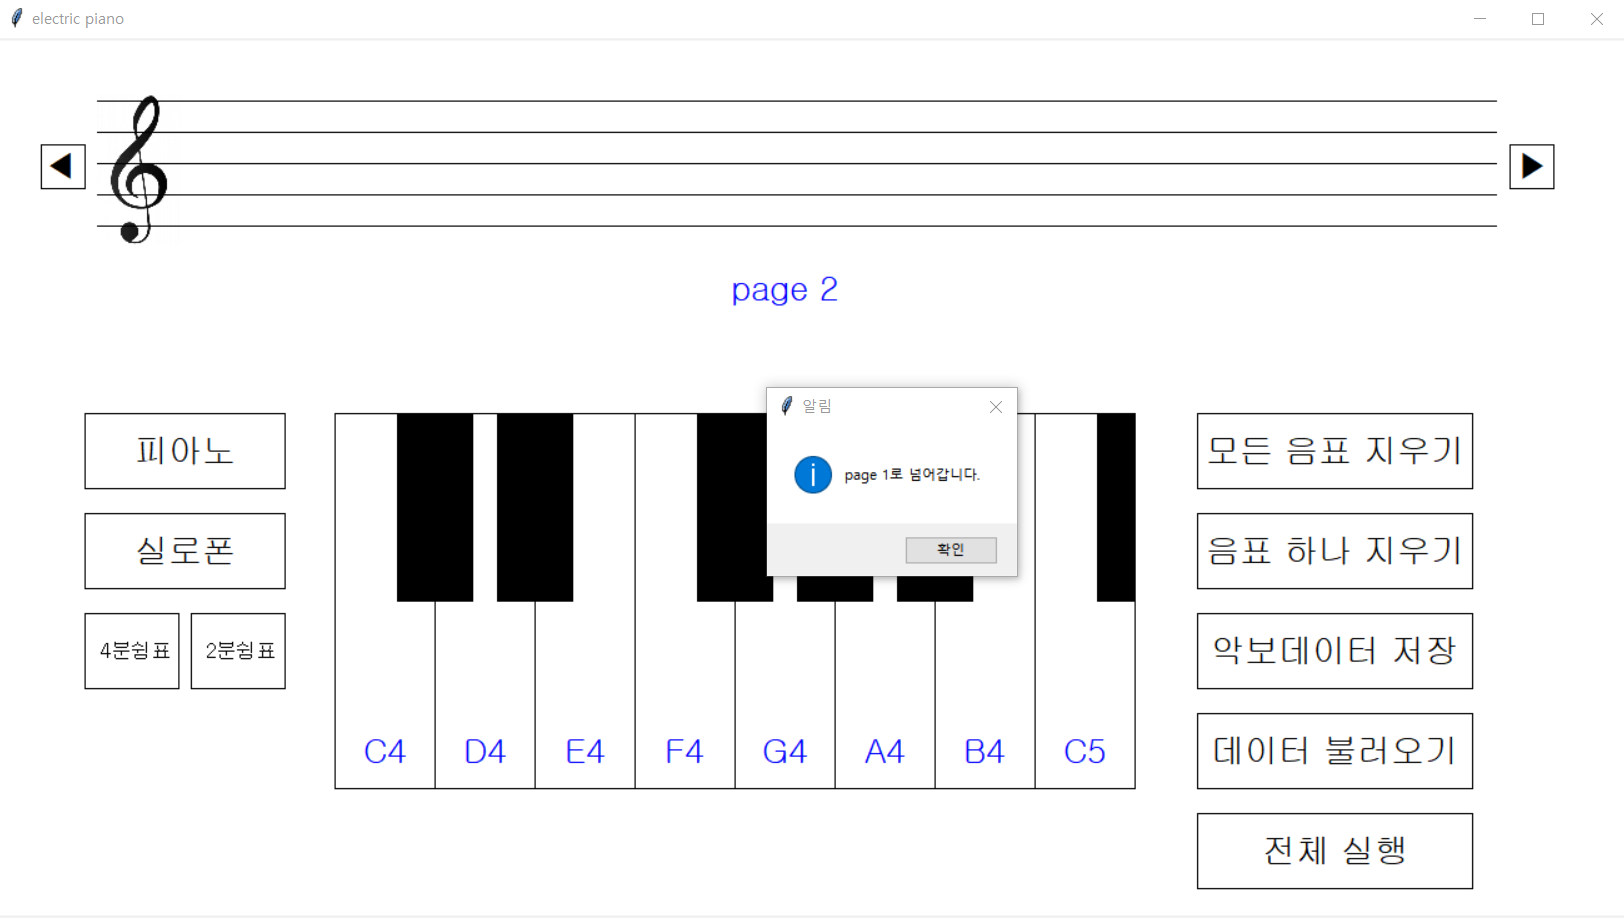 electric piano
◀
▶
page 2
알림
page 1로 넘어갑니다.
확인
피아노
실로폰
4분쉼표
2분쉼표
C4
D4
E4
F4
G4
A4
B4
C5
모든 음표 지우기
음표 하나 지우기
악보데이터 저장
데이터 불러오기
전체 실행